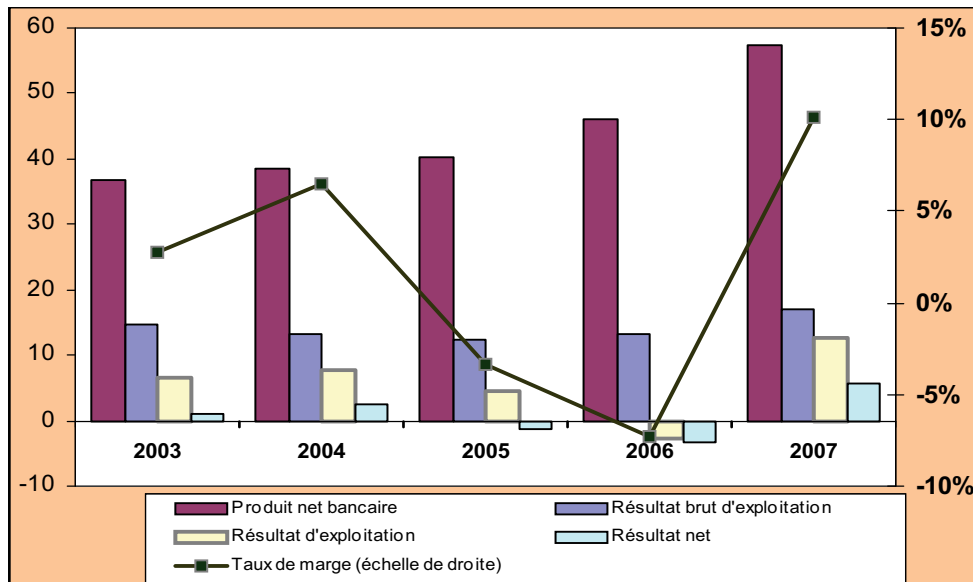 60
50
40
30
20
10
0
-10
15%
10%
5%
0%
-5%
-10%
2003 2004 2005 2006 2007
Produit net bancaire
Résultat brut d'exploitation
Résultat d'exploitation
Résultat net
Taux de marge (échelle de droite)